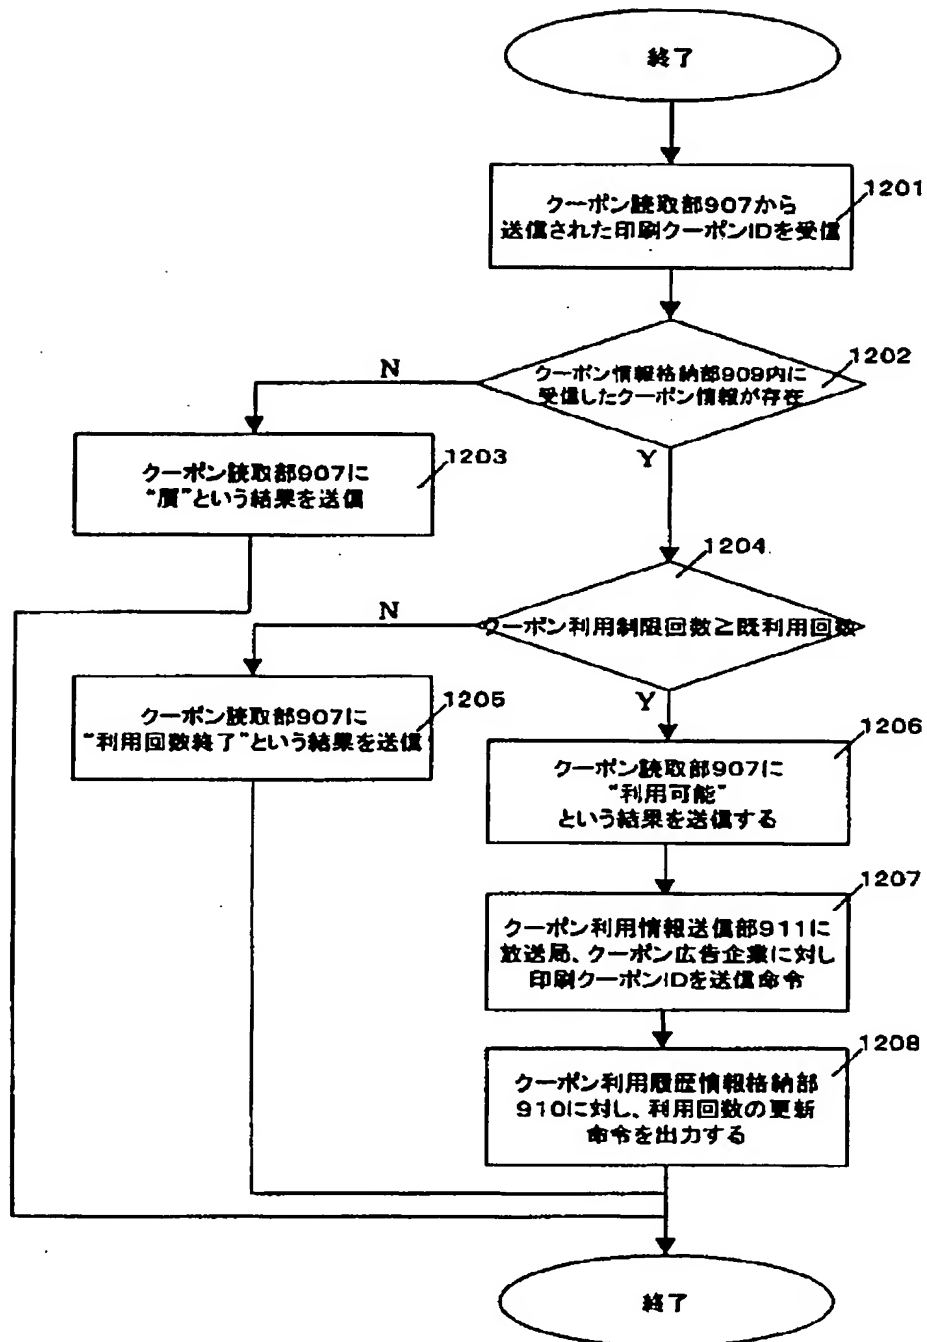 終了
1201
クーポン読取部907から
送信された印刷クーポンIDを受信
1202
クーポン情報格納部909内に
受信したクーポン情報が存在
N
Y
1203
クーポン読取部907に
“贋”という結果を送信
1204
クーポン利用制限回数≧既利用回数
N
Y
1205
クーポン読取部907に
“利用回数終了”という結果を送信
1206
クーポン読取部907に
“利用可能”
という結果を送信する
1207
クーポン利用情報送信部911に
放送局、クーポン広告企業に対し
印刷クーポンIDを送信命令
1208
クーポン利用履歴情報格納部
910に対し、利用回数の更新
命令を出力する
終了